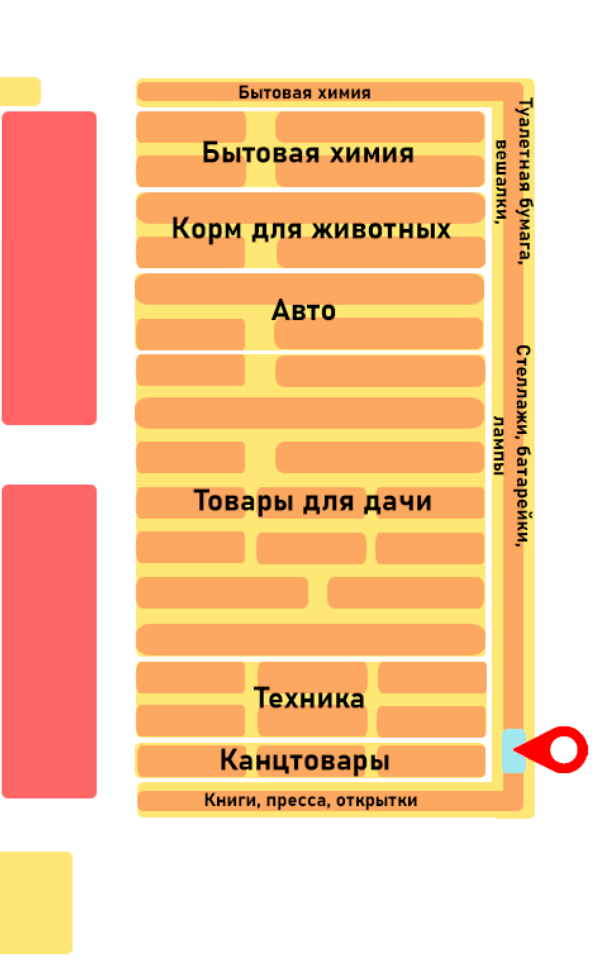 Бытовая химия
Бытовая химия
Корм для животных
Авто
Товары для дачи
Техника
Канцтовары
Книги, пресса, открытки
Туалетная бумага,
вешалки,
Стеллажи, батарейки,
лампы